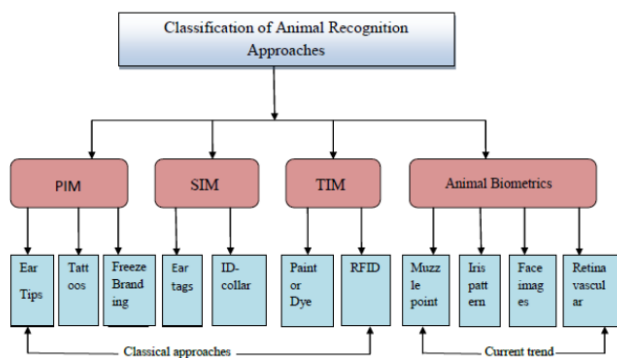 Classification of Animal Recognition
Approaches
PIM
SIM
TIM
Animal Biometrics
Ear
Tips
Tatt
oos
Freeze
Brand
ing
Ear
tags
ID-
collar
Paint
or
Dye
RFID
Muzz
le
point
Iris
patt
ern
Face
imag
es
Retina
vascul
ar
Classical approaches
Current trend